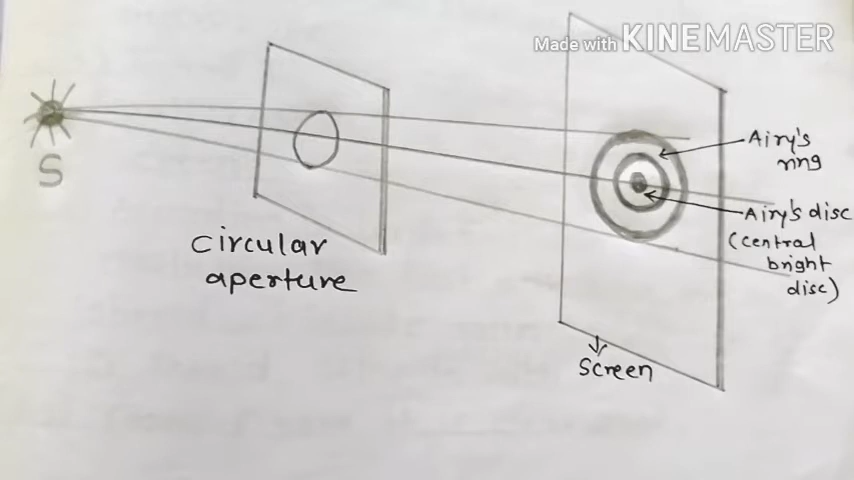 Made with KINEMASTER
S
Circular
aperture
Airy's
ring
Airy's disc
(central
bright
disc)
Screen